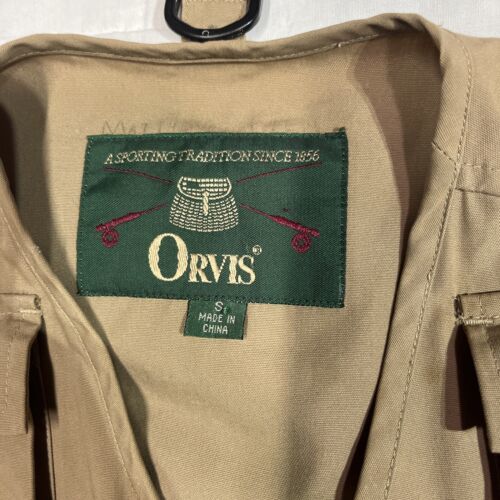 A SPORTING TRADITION SINCE 1856
ORVIS®
S
MADE IN
CHINA